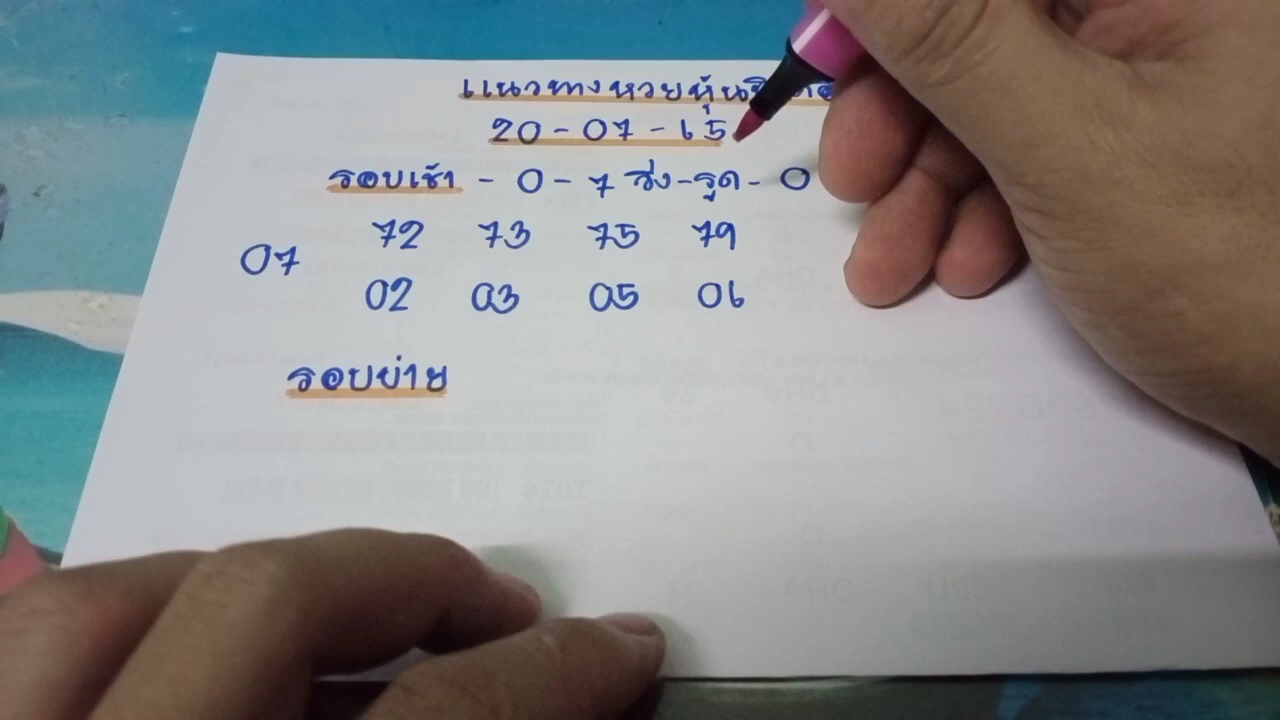 แนวทางหวยหุ้น
20-07-65
รอบเช้า - 0 - 7 วิ่ง - รูด - 0
72 73 75 79
07
02 03 05 06
รอบบ่าย